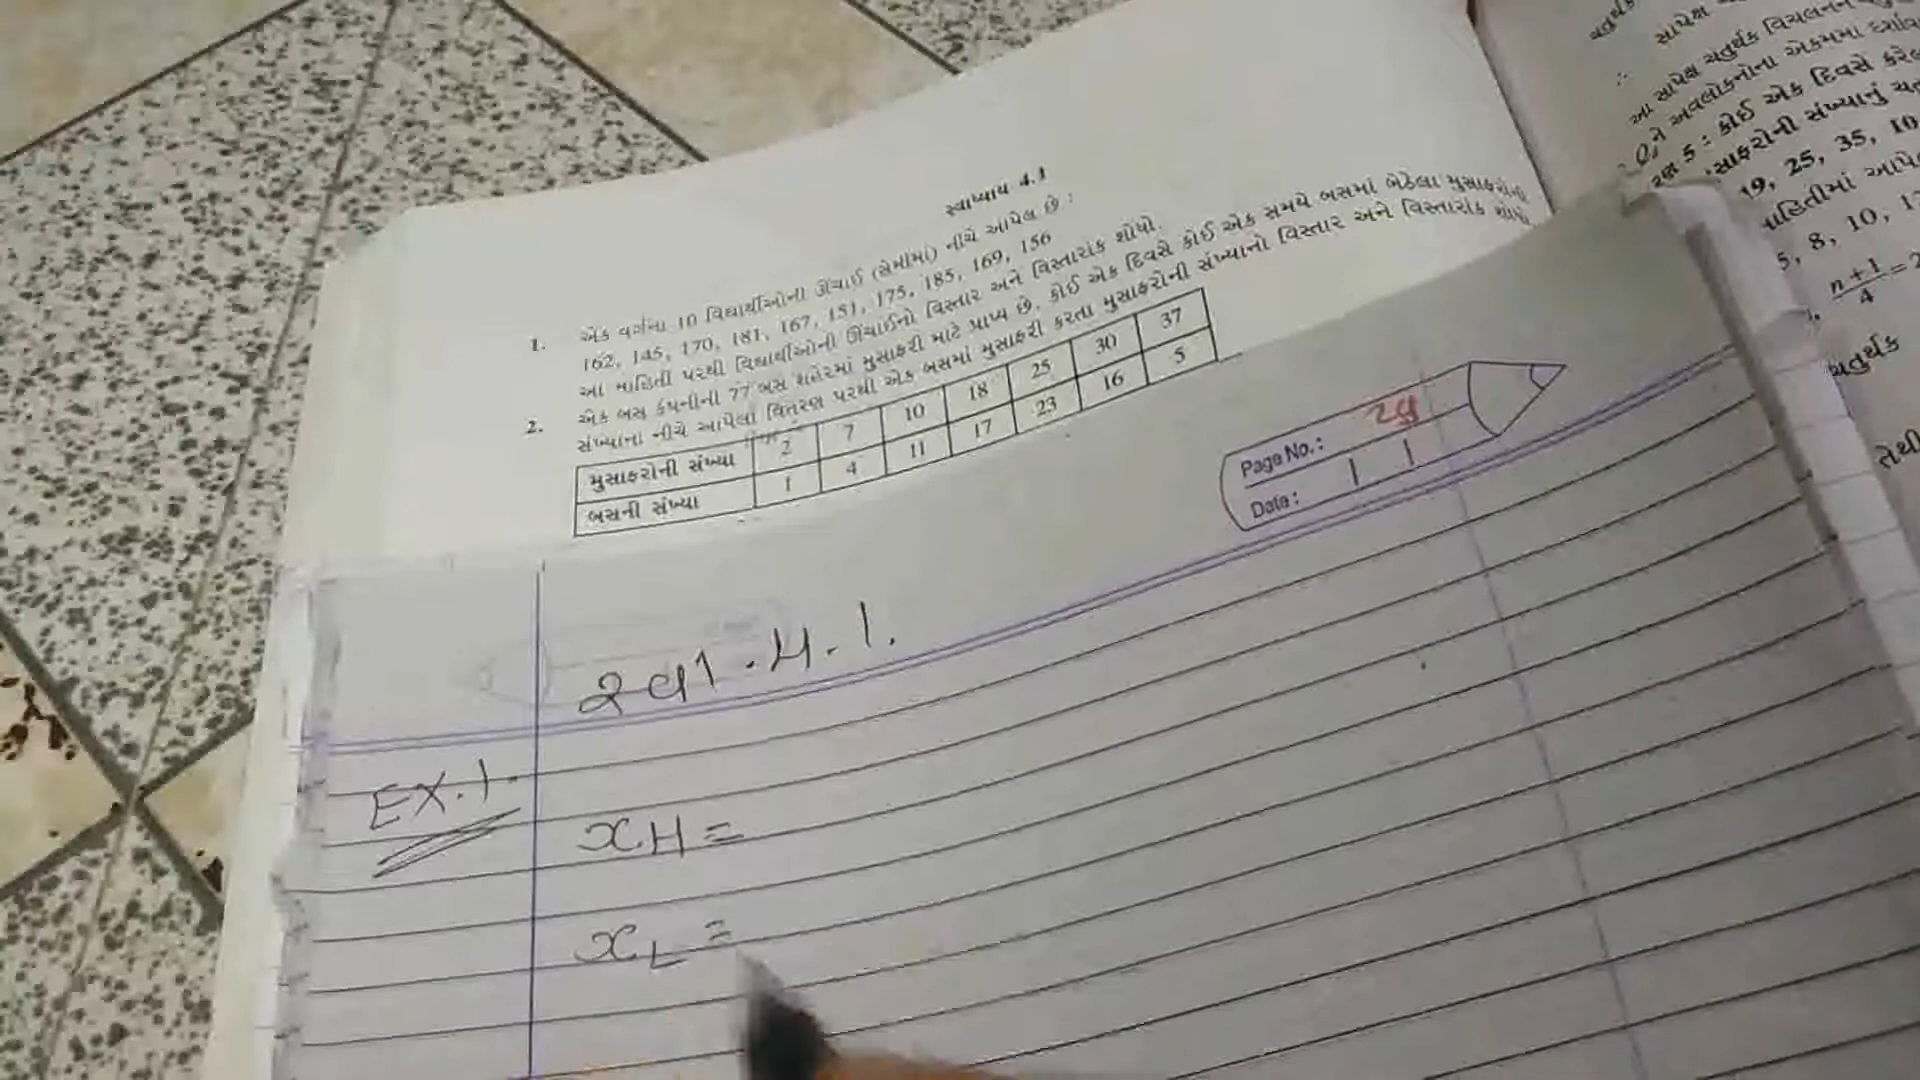 સ્વાધ્યાય 4.1
1. એક વર્ગના 10 વિદ્યાર્થીઓની ઊંચાઈ (સેમીમાં) નીચે આપેલ છે :
162, 145, 170, 181, 167, 151, 175, 185, 169, 156
આ માહિતી પરથી વિદ્યાર્થીઓની ઊંચાઈનો વિસ્તાર અને વિસ્તારાંક શોધો.
2. એક બસ કંપનીની 77 બસ શહેરમાં મુસાફરી માટે પ્રાપ્ય છે. કોઈ એક દિવસે કોઈ એક સમયે બસમાં બેઠેલા મુસાફરોની
સંખ્યાના નીચે આપેલા વિતરણ પરથી એક બસમાં મુસાફરી કરતા મુસાફરોની સંખ્યાનો વિસ્તાર અને વિસ્તારાંક શોધો
મુસાફરોની સંખ્યા 2 7 10 18 25 30 37
બસની સંખ્યા 1 4 11 17 23 16 5
Page No.: 24
Date:
સ્વા.4.1.
EX.1.
xH =
xL =
સાપેક્ષ
આ સાપેક્ષ ચતુર્થક વિચલનને
અવલોકનોના એકમમાં
કોઈ એક દિવસે
સાફરોની સંખ્યાનું
19, 25, 35, 10
માહિતીમાં
5, 8, 10,
n+1/4 = 2
ચતુર્થક
તેથી